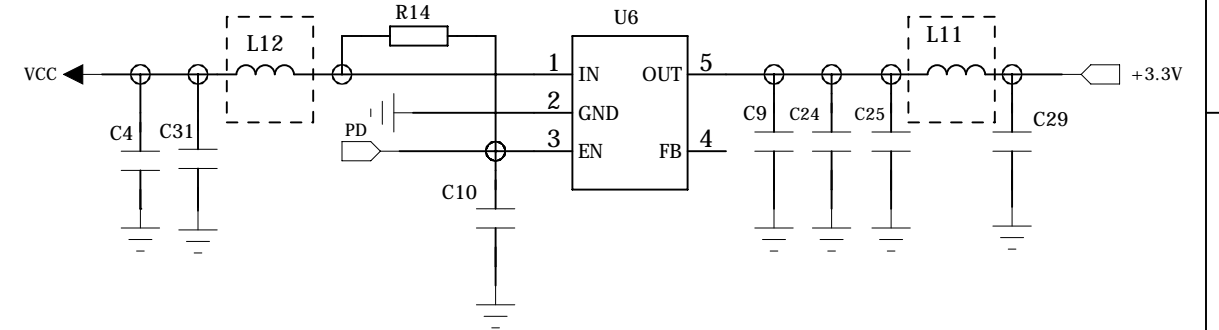 R14
U6
L12
L11
VCC
1
IN
OUT
5
+3.3V
2
GND
C4
C31
PD
C9
C24
C25
C29
3
EN
FB
4
C10